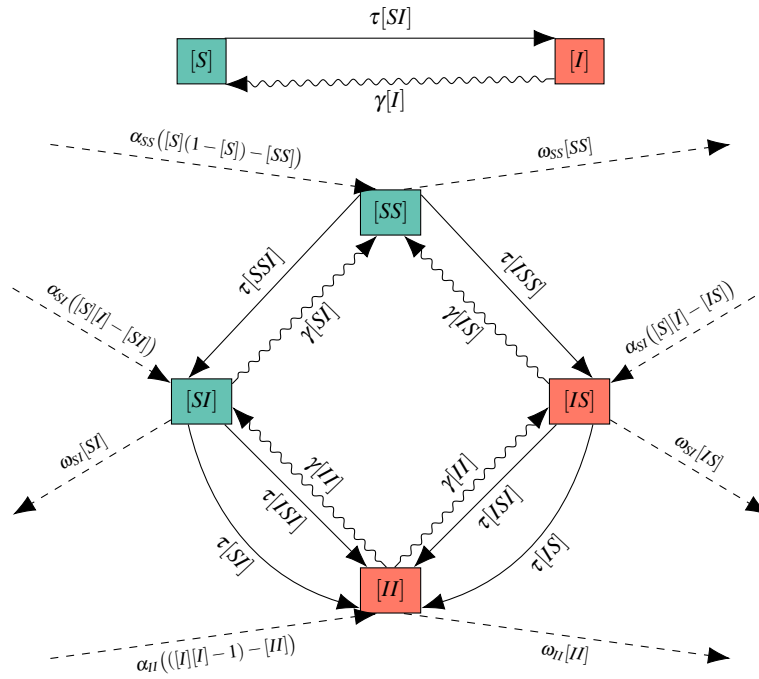 τ[SI]
[S]
[I]
γ[I]
α_SS([S](1−[S])−[SS])
ω_SS[SS]
[SS]
τ[SSI]
τ[ISS]
γ[SI]
γ[IS]
α_SI([S][I]−[SI])
α_SI([S][I]−[IS])
[SI]
[IS]
ω_SI[SI]
ω_SI[IS]
γ[II]
γ[II]
τ[ISI]
τ[ISI]
τ[SI]
τ[IS]
[II]
α_II(([I][I]−1)−[II])
ω_II[II]